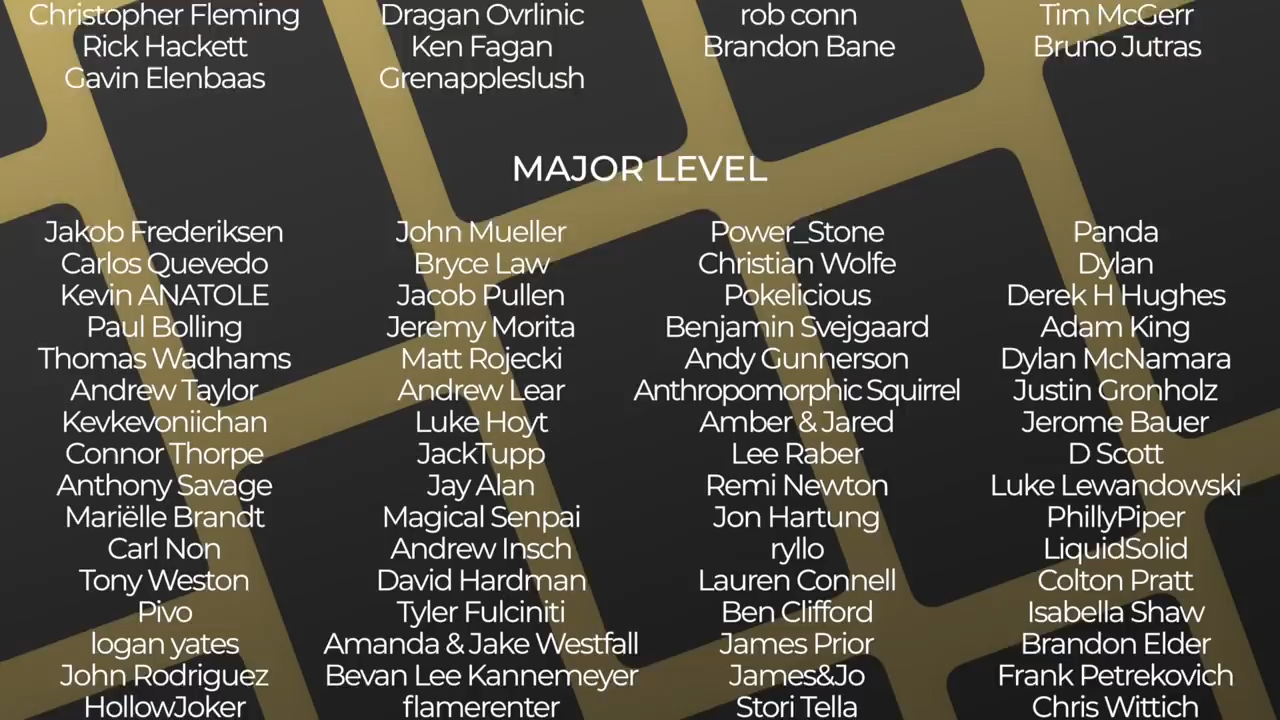 Christopher Fleming
Rick Hackett
Gavin Elenbaas
Dragan Ovrlinic
Ken Fagan
Grenappleslush
rob conn
Brandon Bane
Tim McGerr
Bruno Jutras
MAJOR LEVEL
Jakob Frederiksen
Carlos Quevedo
Kevin ANATOLE
Paul Bolling
Thomas Wadhams
Andrew Taylor
Kevkevoniichan
Connor Thorpe
Anthony Savage
Mariëlle Brandt
Carl Non
Tony Weston
Pivo
logan yates
John Rodriguez
HollowJoker
John Mueller
Bryce Law
Jacob Pullen
Jeremy Morita
Matt Rojecki
Andrew Lear
Luke Hoyt
JackTupp
Jay Alan
Magical Senpai
Andrew Insch
David Hardman
Tyler Fulciniti
Amanda & Jake Westfall
Bevan Lee Kannemeyer
flamerenter
Power_Stone
Christian Wolfe
Pokelicious
Benjamin Svejgaard
Andy Gunnerson
Anthropomorphic Squirrel
Amber & Jared
Lee Raber
Remi Newton
Jon Hartung
ryllo
Lauren Connell
Ben Clifford
James Prior
James&Jo
Stori Tella
Panda
Dylan
Derek H Hughes
Adam King
Dylan McNamara
Justin Gronholz
Jerome Bauer
D Scott
Luke Lewandowski
PhillyPiper
LiquidSolid
Colton Pratt
Isabella Shaw
Brandon Elder
Frank Petrekovich
Chris Wittich